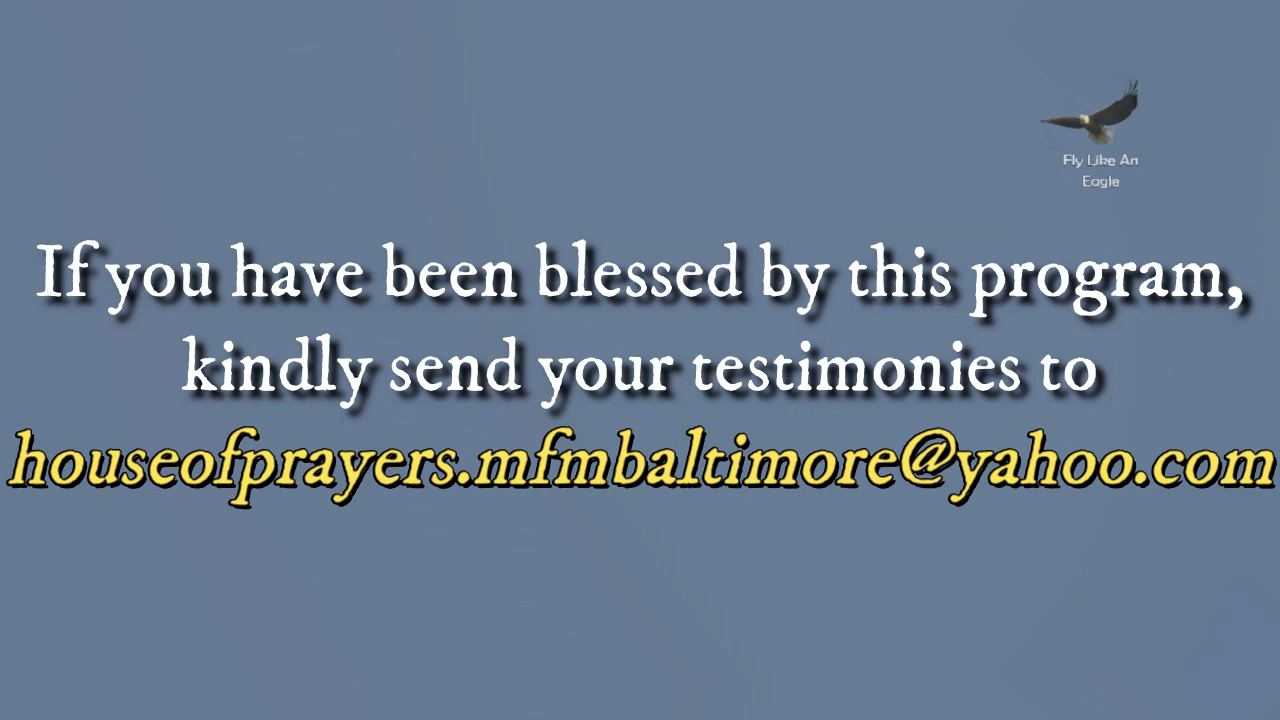 Fly Like An
Eagle
If you have been blessed by this program,
kindly send your testimonies to
houseofprayers.mfmbaltimore@yahoo.com